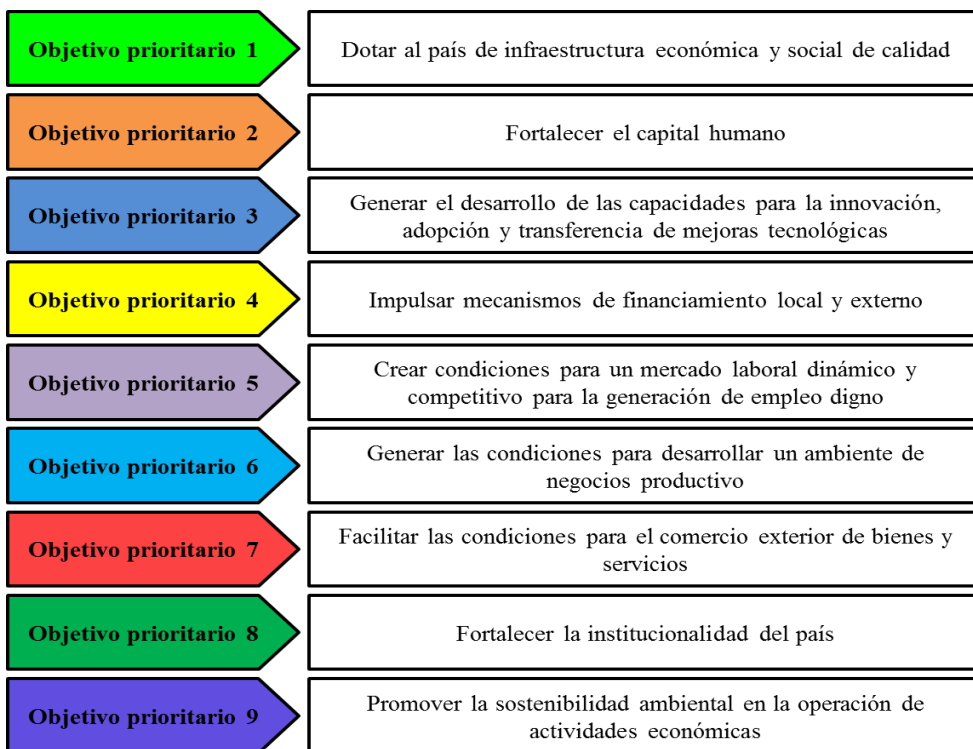 Objetivo prioritario 1
Dotar al país de infraestructura económica y social de calidad
Objetivo prioritario 2
Fortalecer el capital humano
Objetivo prioritario 3
Generar el desarrollo de las capacidades para la innovación,
adopción y transferencia de mejoras tecnológicas
Objetivo prioritario 4
Impulsar mecanismos de financiamiento local y externo
Objetivo prioritario 5
Crear condiciones para un mercado laboral dinámico y
competitivo para la generación de empleo digno
Objetivo prioritario 6
Generar las condiciones para desarrollar un ambiente de
negocios productivo
Objetivo prioritario 7
Facilitar las condiciones para el comercio exterior de bienes y
servicios
Objetivo prioritario 8
Fortalecer la institucionalidad del país
Objetivo prioritario 9
Promover la sostenibilidad ambiental en la operación de
actividades económicas